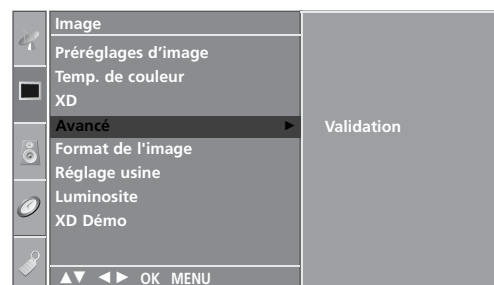 Image
Préréglages d’image
Temp. de couleur
XD
Avancé ► Validation
Format de l'image
Réglage usine
Luminosite
XD Démo
▲▼ ◄► OK MENU